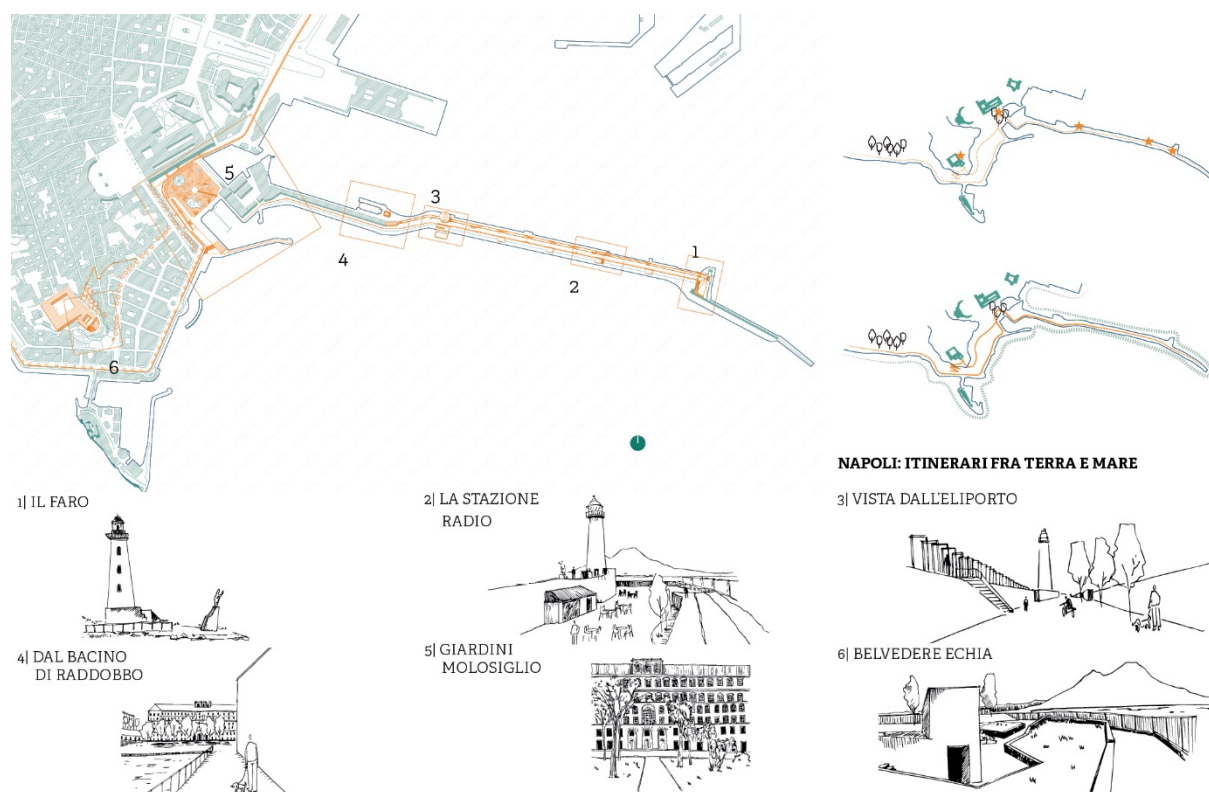 5
3
4
1
2
6
NAPOLI: ITINERARI FRA TERRA E MARE
1| IL FARO
2| LA STAZIONE
RADIO
3| VISTA DALL'ELIPORTO
4| DAL BACINO
DI RADDOBBO
5| GIARDINI
MOLOSIGLIO
6| BELVEDERE ECHIA